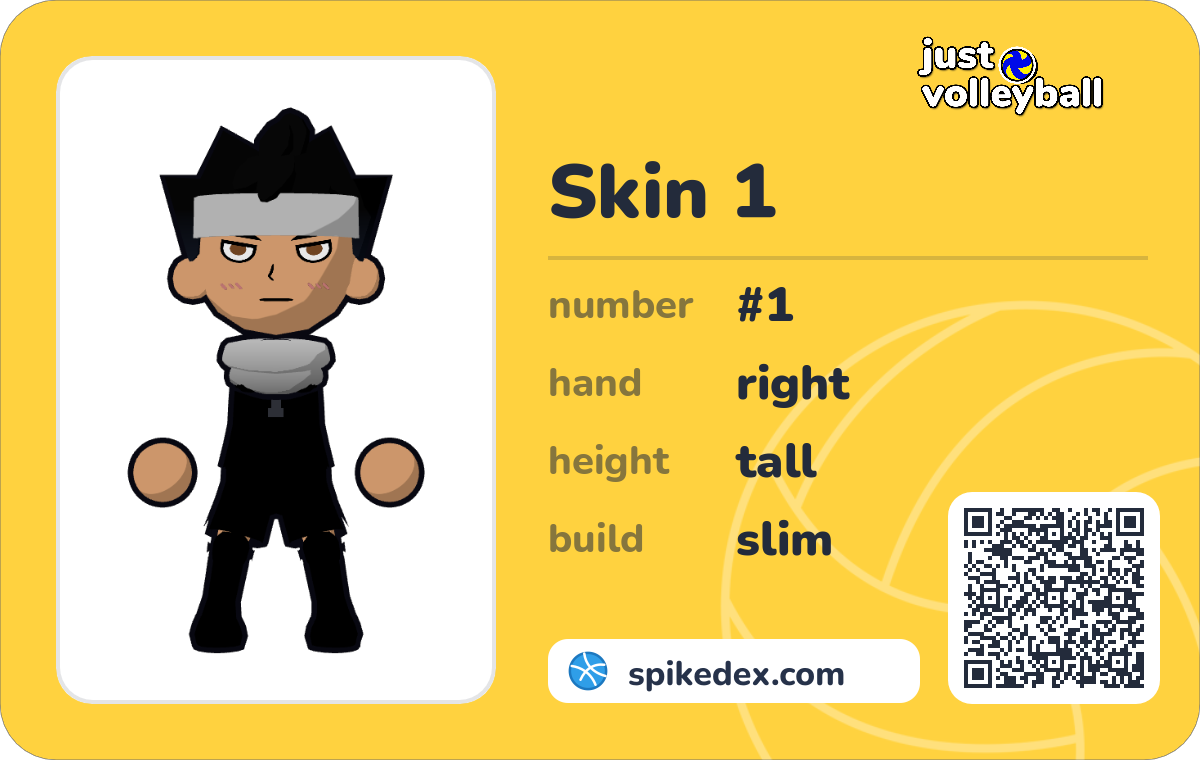 just
volleyball
Skin 1
number #1
hand right
height tall
build slim
spikedex.com